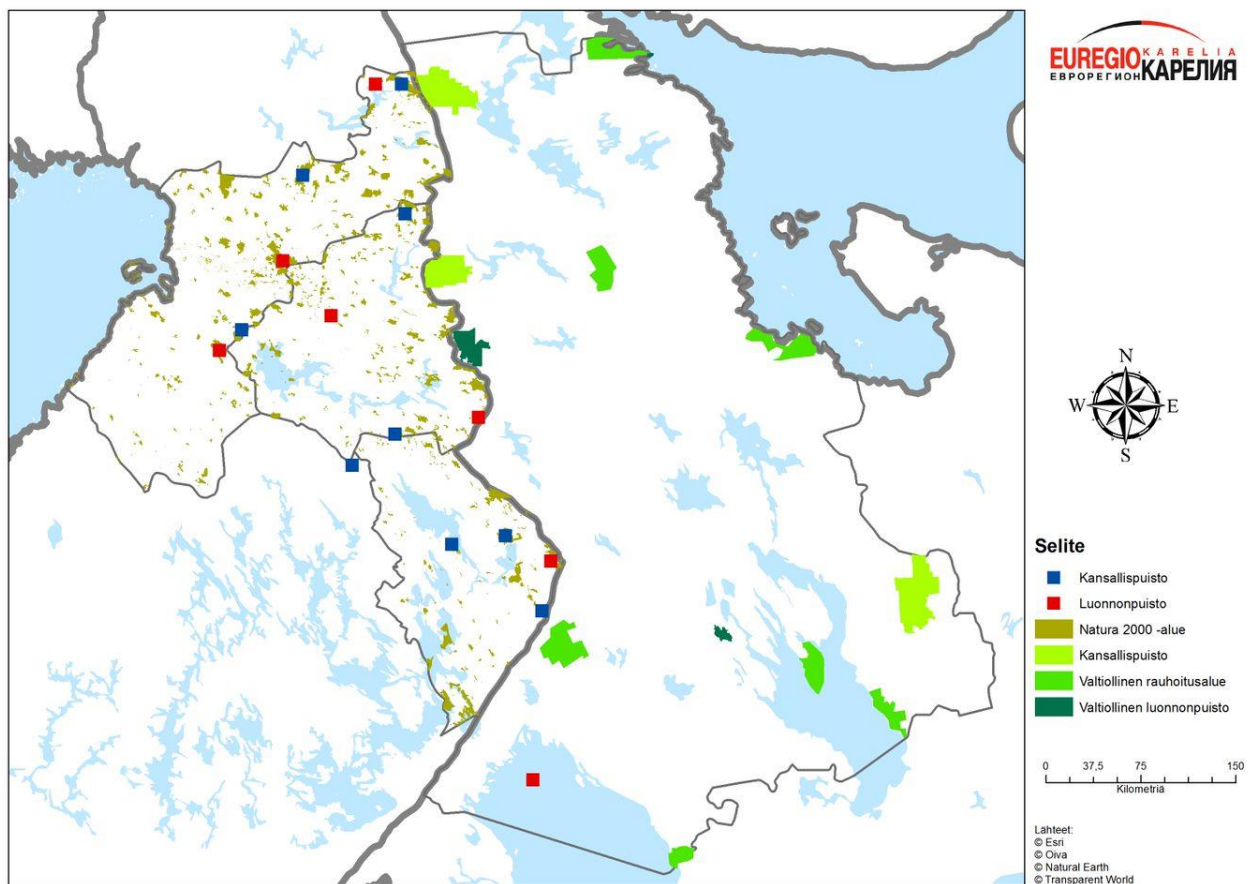 EUREGIO KARELIA
ЕВРОРЕГИОН КАРЕЛИЯ
N
W E
S
Selite
Kansallispuisto
Luonnonpuisto
Natura 2000 -alue
Kansallispuisto
Valtiollinen rauhoitusalue
Valtiollinen luonnonpuisto
0 37,5 75 150
Kilometriä
Lähteet:
© Esri
© Oiva
© Natural Earth
© Transparent World